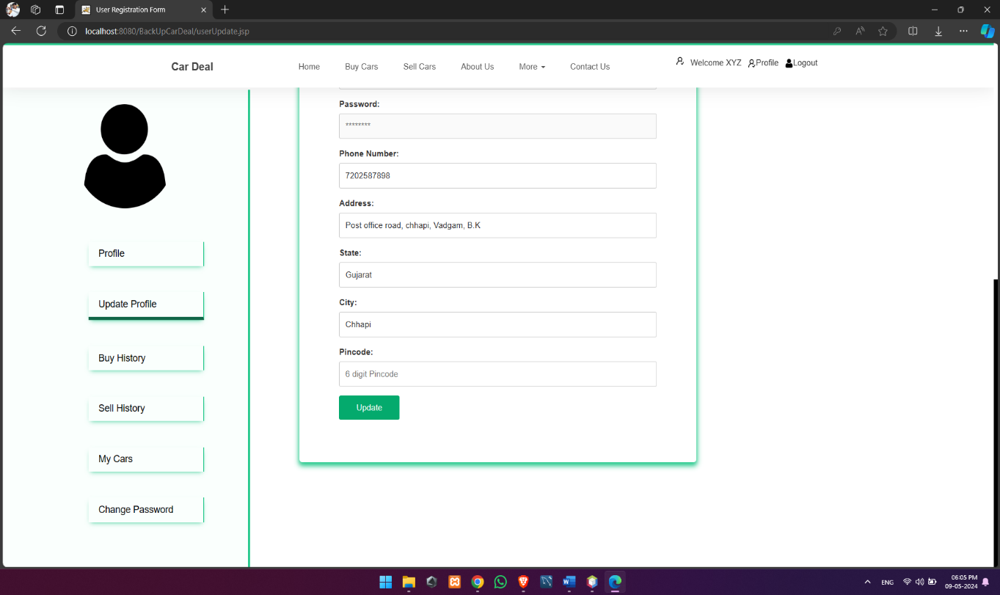 User Registration Form
localhost:8080/BackUpCarDeal/userUpdate.jsp
Car Deal
Home
Buy Cars
Sell Cars
About Us
More
Contact Us
Welcome XYZ
Profile
Logout
Profile
Update Profile
Buy History
Sell History
My Cars
Change Password
Password:
********
Phone Number:
7202587898
Address:
Post office road, chhapi, Vadgam, B.K
State:
Gujarat
City:
Chhapi
Pincode:
6 digit Pincode
Update
ENG
06:05 PM
09-05-2024